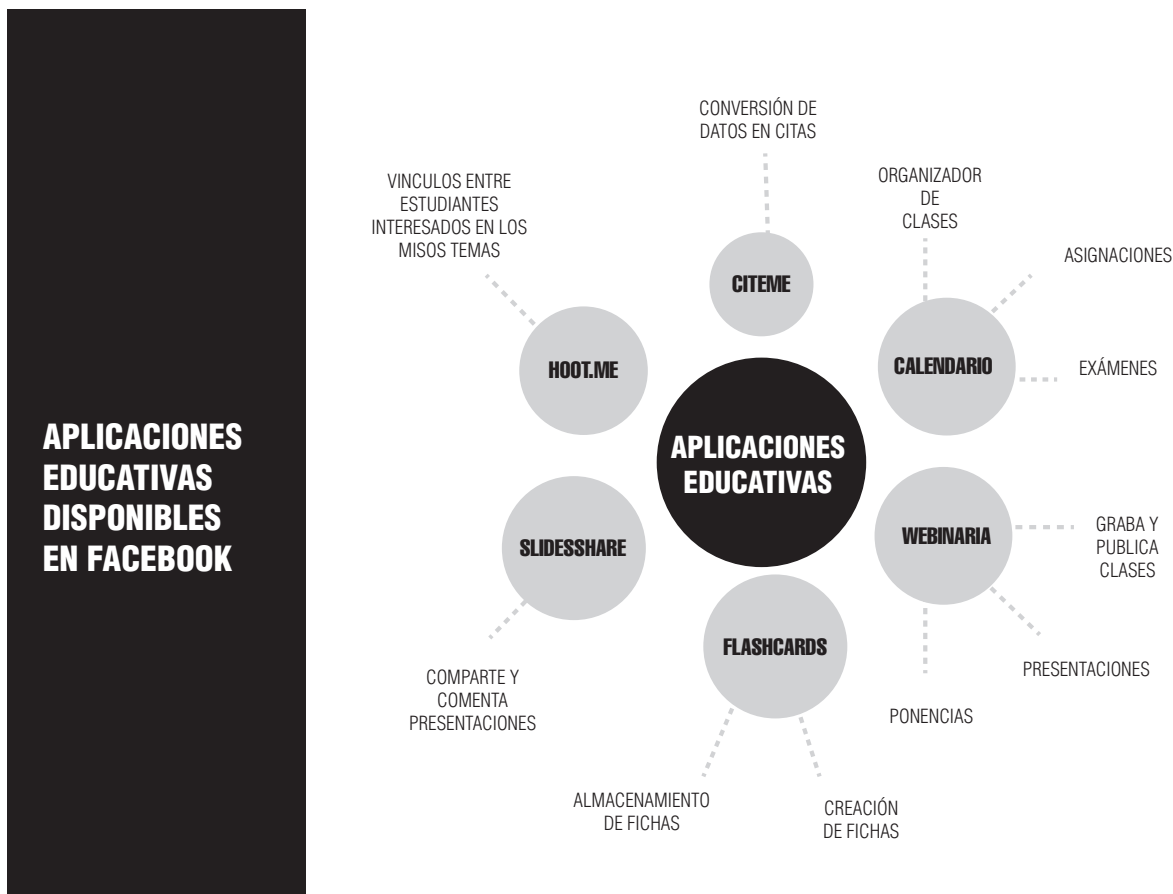 APLICACIONES
EDUCATIVAS
DISPONIBLES
EN FACEBOOK
CONVERSIÓN DE
DATOS EN CITAS
CITEME
VINCULOS ENTRE
ESTUDIANTES
INTERESADOS EN LOS
MISOS TEMAS
HOOT.ME
ORGANIZADOR
DE
CLASES
ASIGNACIONES
EXÁMENES
CALENDARIO
APLICACIONES
EDUCATIVAS
SLIDESSHARE
COMPARTE Y
COMENTA
PRESENTACIONES
WEBINARIA
GRABA Y
PUBLICA
CLASES
PRESENTACIONES
PONENCIAS
FLASHCARDS
ALMACENAMIENTO
DE FICHAS
CREACIÓN
DE FICHAS